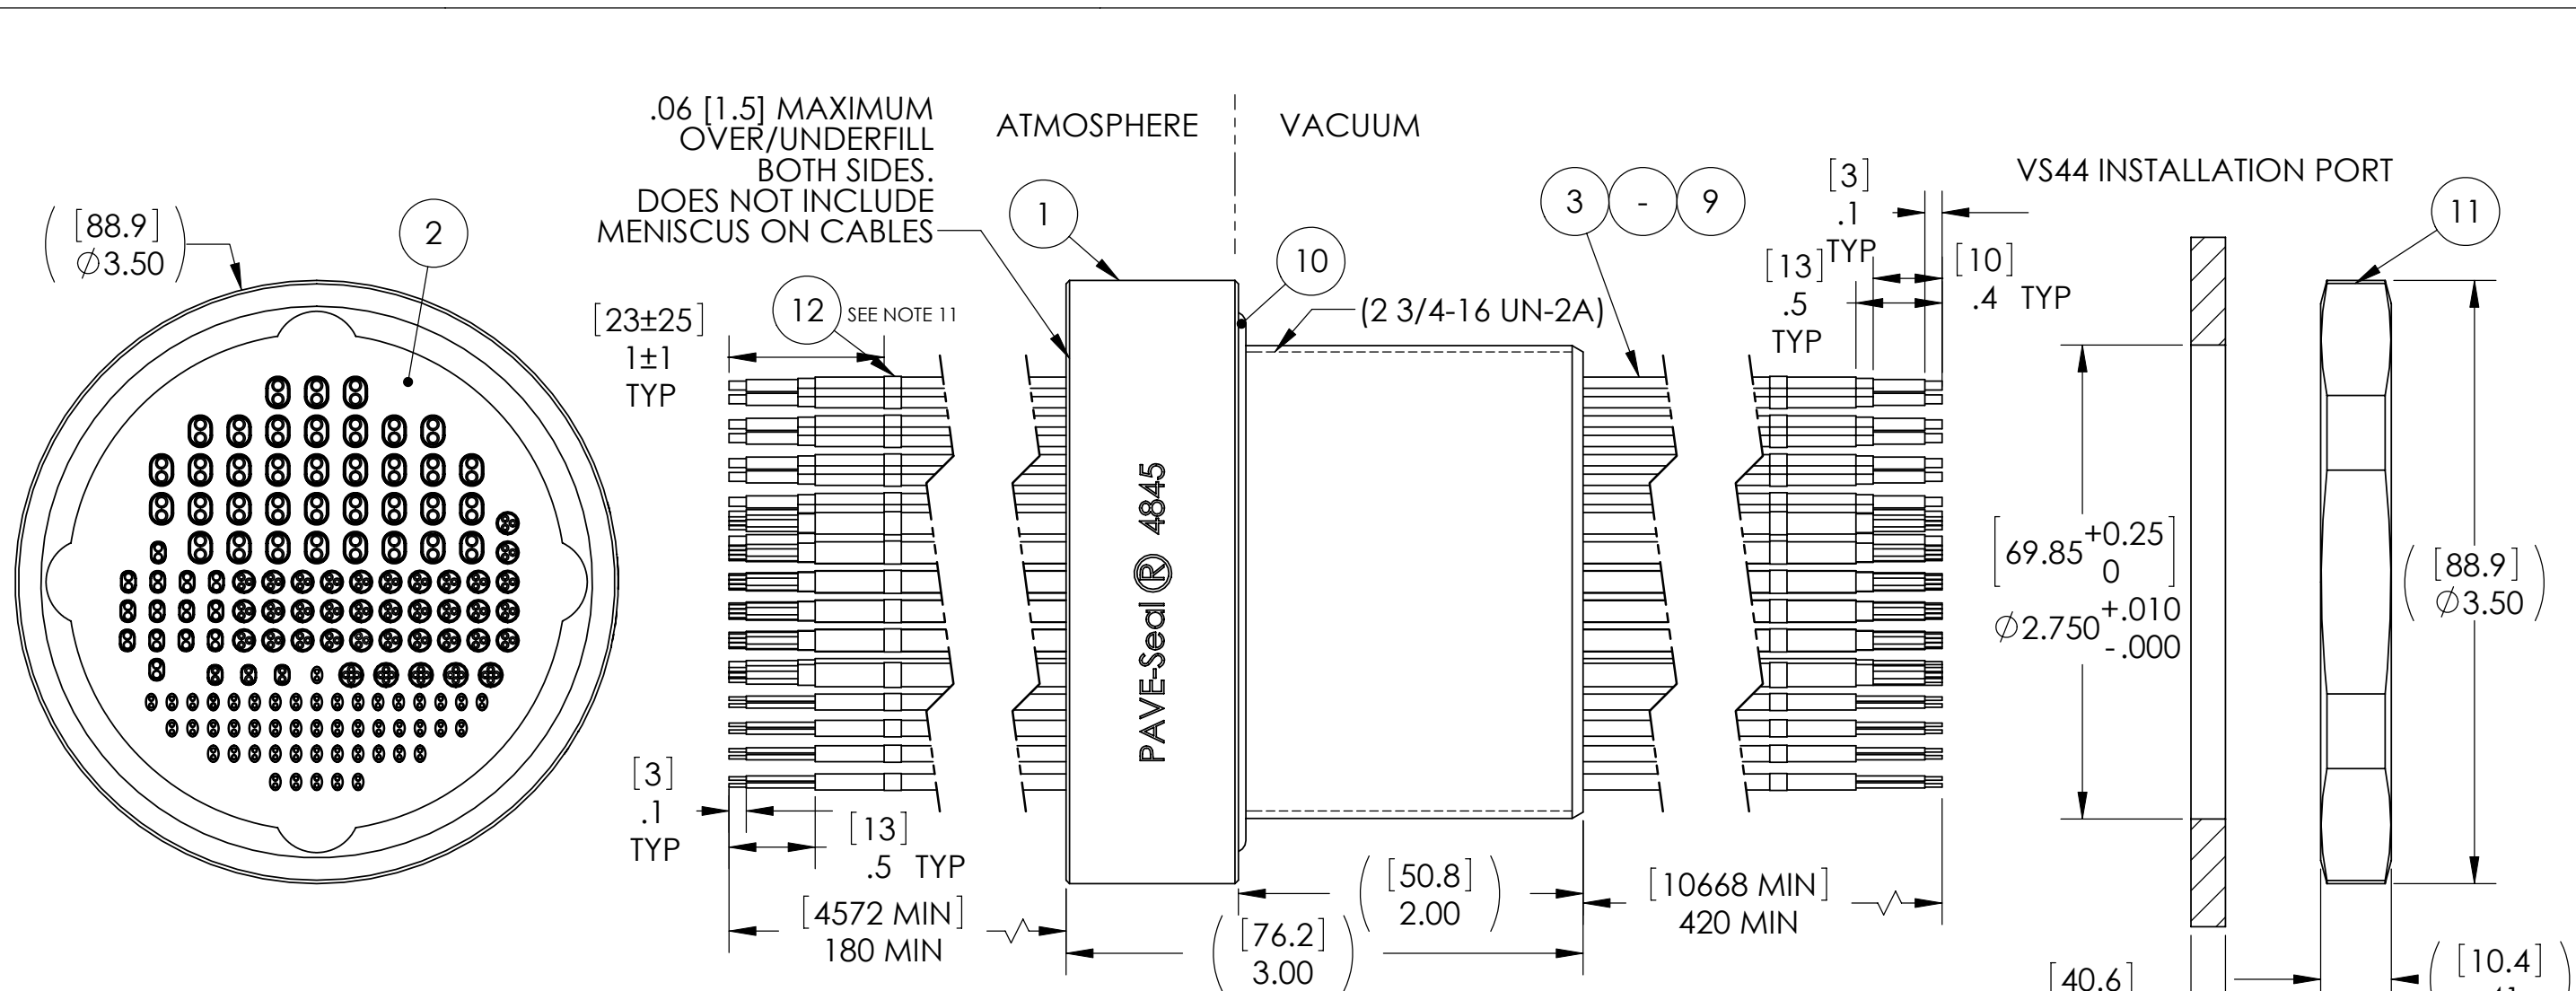 .06 [1.5] MAXIMUM
OVER/UNDERFILL
BOTH SIDES.
DOES NOT INCLUDE
MENISCUS ON CABLES
ATMOSPHERE
VACUUM
VS44 INSTALLATION PORT
([88.9]
∅3.50)
2
1
10
3 - 9
11
12 SEE NOTE 11
[23±25]
1±1
TYP
(2 3/4-16 UN-2A)
[3]
.1
TYP
[13]
.5
TYP
[10]
.4 TYP
PAVE-Seal® 4845
[69.85 +0.25 0]
∅2.750 +.010 -.000
([88.9]
∅3.50)
[3]
.1
TYP
[13]
.5 TYP
[4572 MIN]
180 MIN
([50.8]
2.00)
([76.2]
3.00)
[10668 MIN]
420 MIN
[40.6]
([10.4]